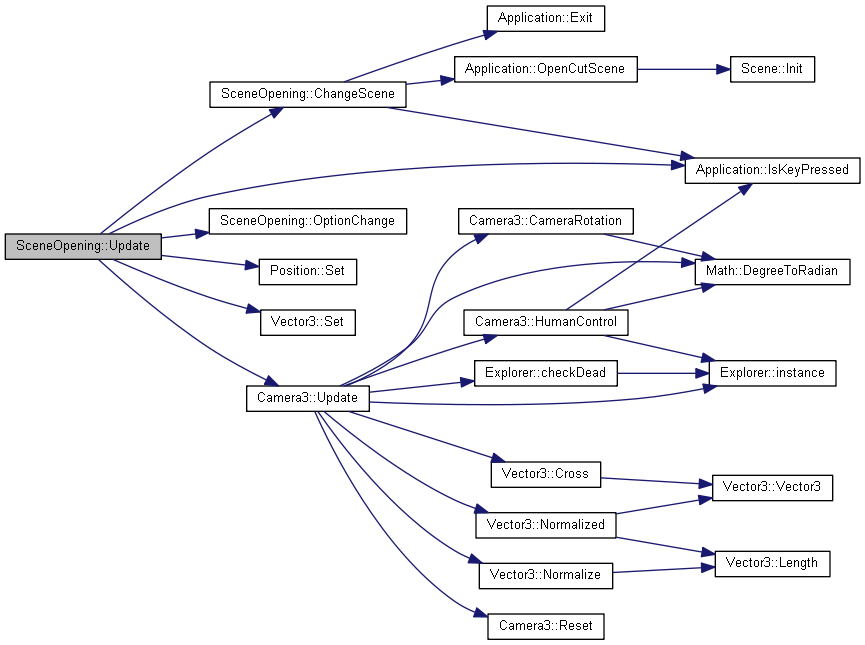 Application::Exit
Application::OpenCutScene
Scene::Init
SceneOpening::ChangeScene
Application::IsKeyPressed
SceneOpening::OptionChange
Camera3::CameraRotation
SceneOpening::Update
Position::Set
Math::DegreeToRadian
Vector3::Set
Camera3::HumanControl
Explorer::checkDead
Explorer::instance
Camera3::Update
Vector3::Cross
Vector3::Vector3
Vector3::Normalized
Vector3::Length
Vector3::Normalize
Camera3::Reset